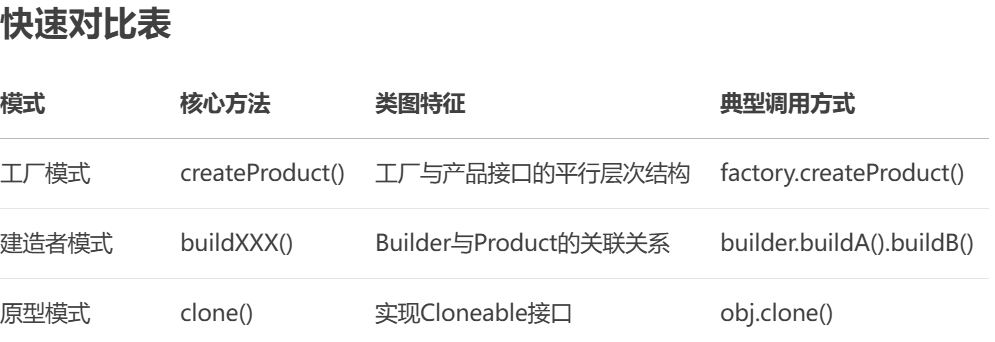 快速对比表
模式 核心方法 类图特征 典型调用方式
工厂模式 createProduct() 工厂与产品接口的平行层次结构 factory.createProduct()
建造者模式 buildXXX() Builder与Product的关联关系 builder.buildA().buildB()
原型模式 clone() 实现Cloneable接口 obj.clone()